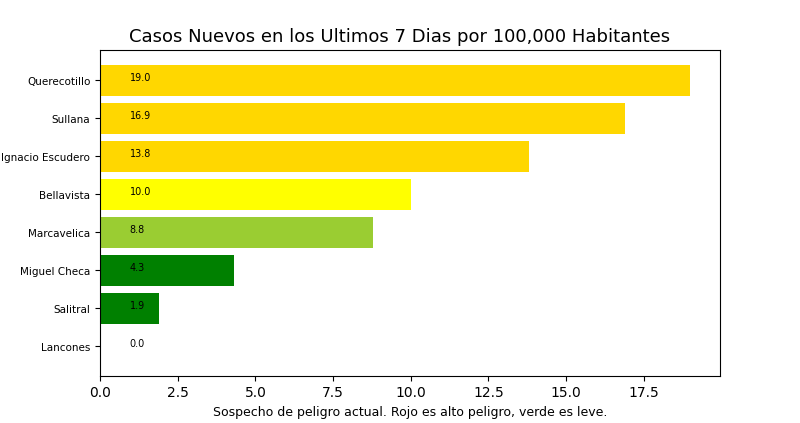 Casos Nuevos en los Ultimos 7 Dias por 100,000 Habitantes
Querecotillo 19.0
Sullana 16.9
Ignacio Escudero 13.8
Bellavista 10.0
Marcavelica 8.8
Miguel Checa 4.3
Salitral 1.9
Lancones 0.0
0.0 2.5 5.0 7.5 10.0 12.5 15.0 17.5
Sospecho de peligro actual. Rojo es alto peligro, verde es leve.